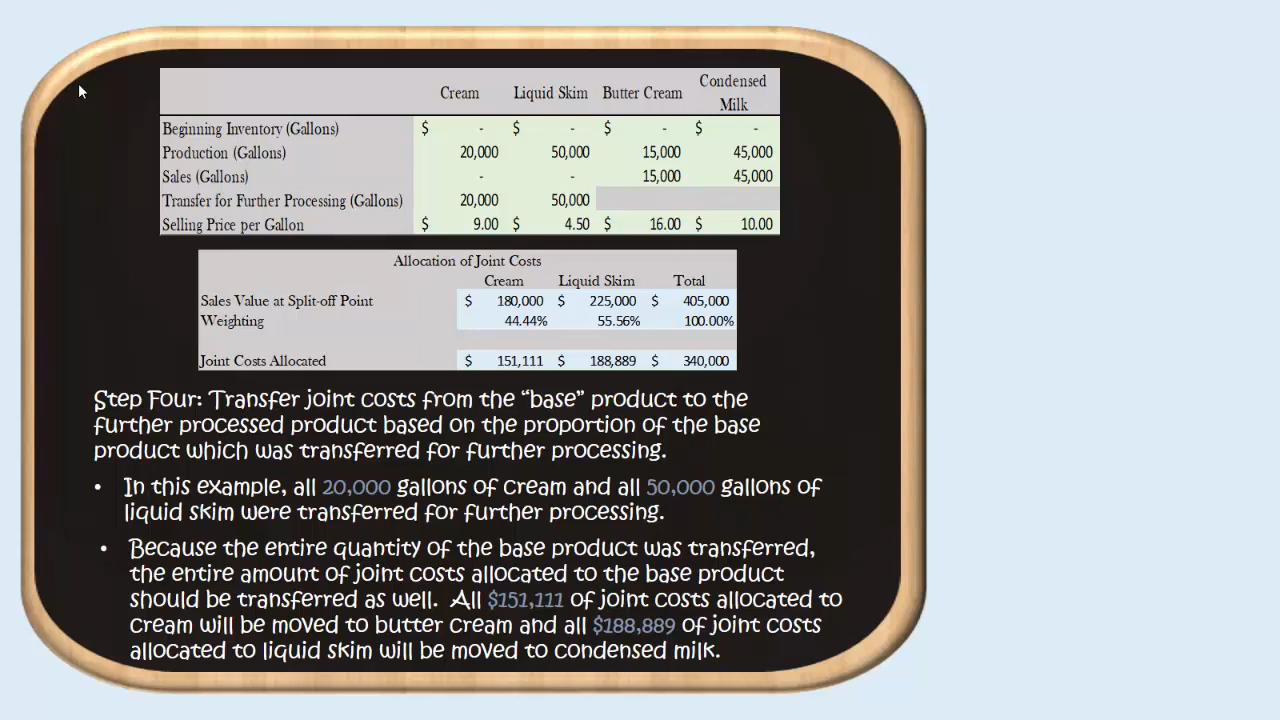 Cream Liquid Skim Butter Cream Condensed Milk
Beginning Inventory (Gallons) $ - $ - $ - $ -
Production (Gallons) 20,000 50,000 15,000 45,000
Sales (Gallons) - - 15,000 45,000
Transfer for Further Processing (Gallons) 20,000 50,000
Selling Price per Gallon $ 9.00 $ 4.50 $ 16.00 $ 10.00
Allocation of Joint Costs
Cream Liquid Skim Total
Sales Value at Split-off Point $ 180,000 $ 225,000 $ 405,000
Weighting 44.44% 55.56% 100.00%
Joint Costs Allocated $ 151,111 $ 188,889 $ 340,000
Step Four: Transfer joint costs from the “base” product to the
further processed product based on the proportion of the base
product which was transferred for further processing.
• In this example, all 20,000 gallons of cream and all 50,000 gallons of
liquid skim were transferred for further processing.
• Because the entire quantity of the base product was transferred,
the entire amount of joint costs allocated to the base product
should be transferred as well. All $151,111 of joint costs allocated to
cream will be moved to butter cream and all $188,889 of joint costs
allocated to liquid skim will be moved to condensed milk.